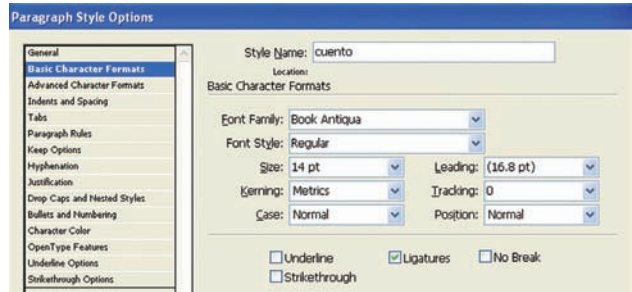 Paragraph Style Options
General
Basic Character Formats
Advanced Character Formats
Indents and Spacing
Tabs
Paragraph Rules
Keep Options
Hyphenation
Justification
Drop Caps and Nested Styles
Bullets and Numbering
Character Color
OpenType Features
Underline Options
Strikethrough Options
Style Name: cuento
Location:
Basic Character Formats
Font Family: Book Antiqua
Font Style: Regular
Size: 14 pt Leading: (16.8 pt)
Kerning: Metrics Tracking: 0
Case: Normal Position: Normal
Underline Ligatures No Break
Strikethrough